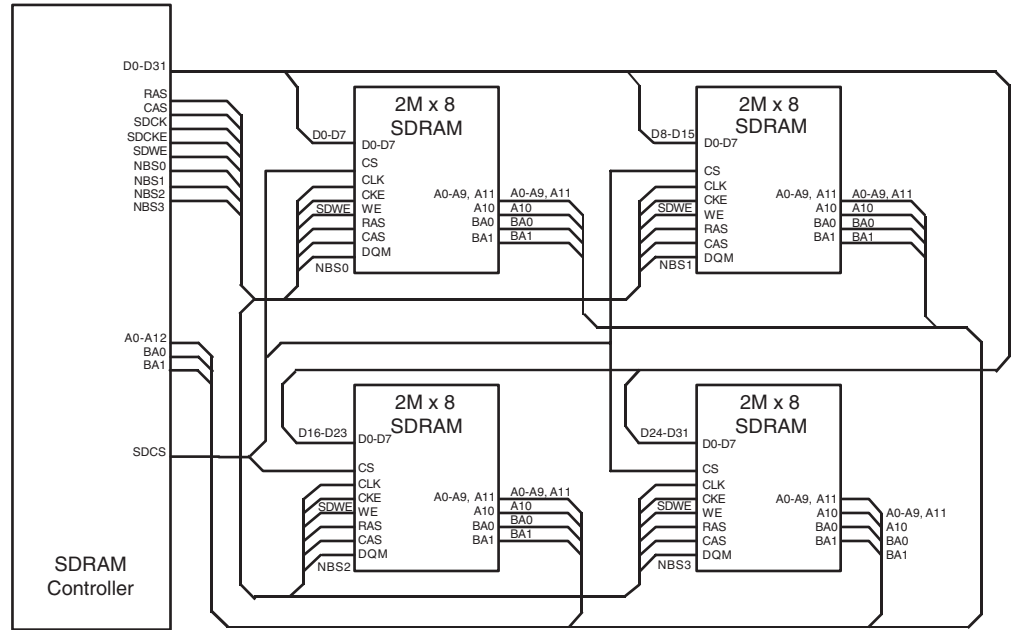 D0-D31
RAS
CAS
SDCK
SDCKE
SDWE
NBS0
NBS1
NBS2
NBS3
A0-A12
BA0
BA1
SDCS
SDRAM
Controller
2M x 8
SDRAM
D0-D7
D0-D7
CS
CLK
CKE
SDWE
WE
RAS
CAS
DQM
NBS0
A0-A9, A11
A10
BA0
BA1
A0-A9, A11
A10
BA0
BA1
2M x 8
SDRAM
D8-D15
D0-D7
CS
CLK
CKE
SDWE
WE
RAS
CAS
DQM
NBS1
A0-A9, A11
A10
BA0
BA1
A0-A9, A11
A10
BA0
BA1
2M x 8
SDRAM
D16-D23
D0-D7
CS
CLK
CKE
SDWE
WE
RAS
CAS
DQM
NBS2
A0-A9, A11
A10
BA0
BA1
A0-A9, A11
A10
BA0
BA1
2M x 8
SDRAM
D24-D31
D0-D7
CS
CLK
CKE
SDWE
WE
RAS
CAS
DQM
NBS3
A0-A9, A11
A10
BA0
BA1
A0-A9, A11
A10
BA0
BA1